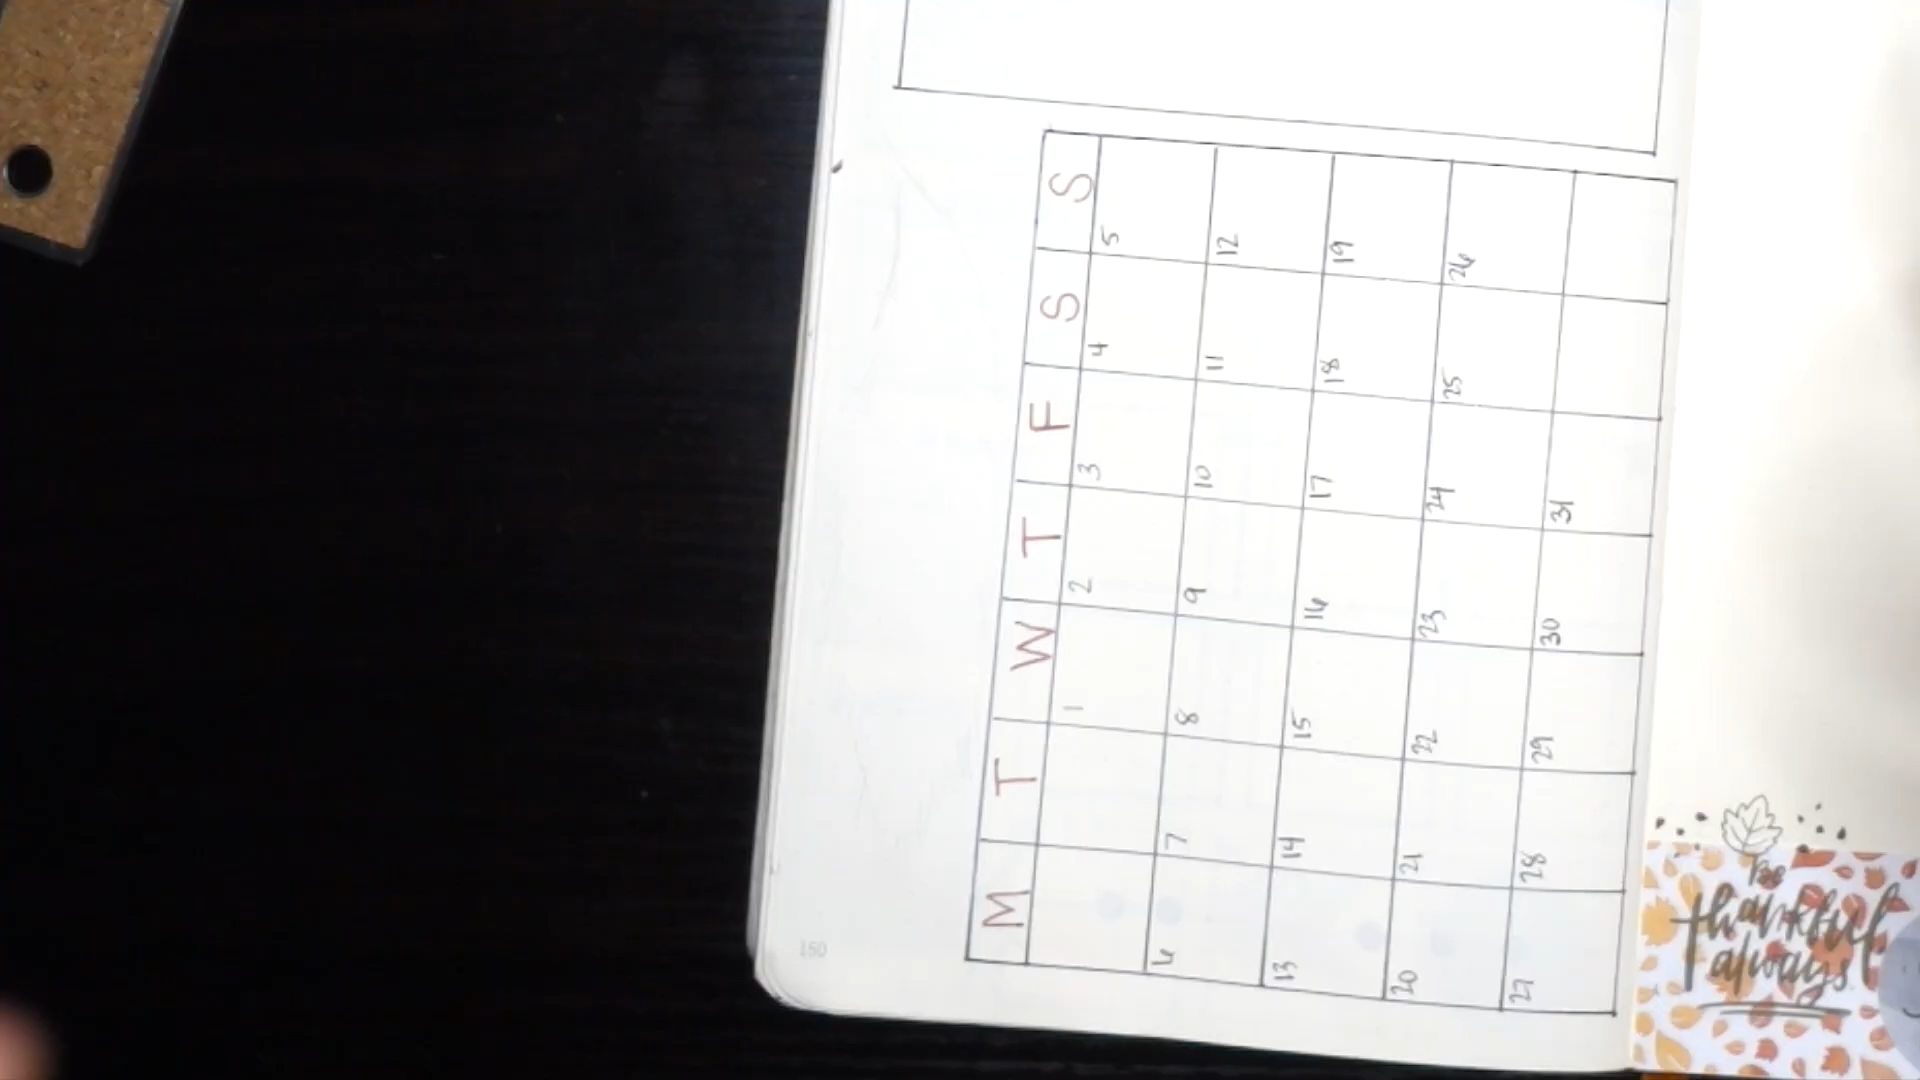 M T W T F S S
1 2 3 4 5
6 7 8 9 10 11 12
13 14 15 16 17 18 19
20 21 22 23 24 25 26
27 28 29 30 31
150
be
thankful
always